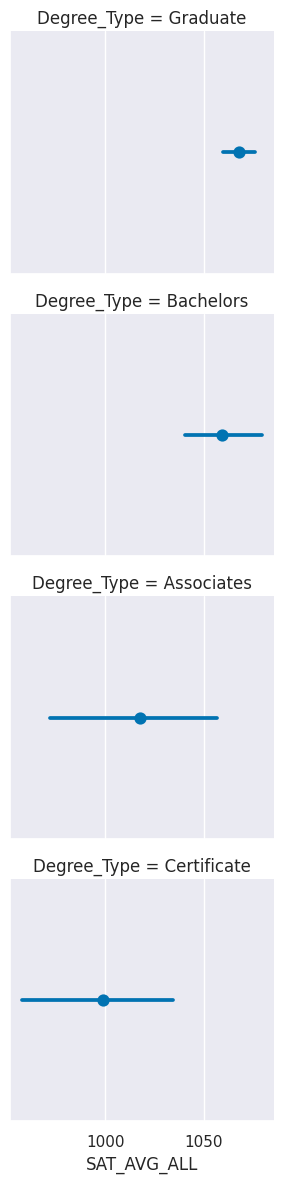 Degree_Type = Graduate
Degree_Type = Bachelors
Degree_Type = Associates
Degree_Type = Certificate
1000 1050
SAT_AVG_ALL